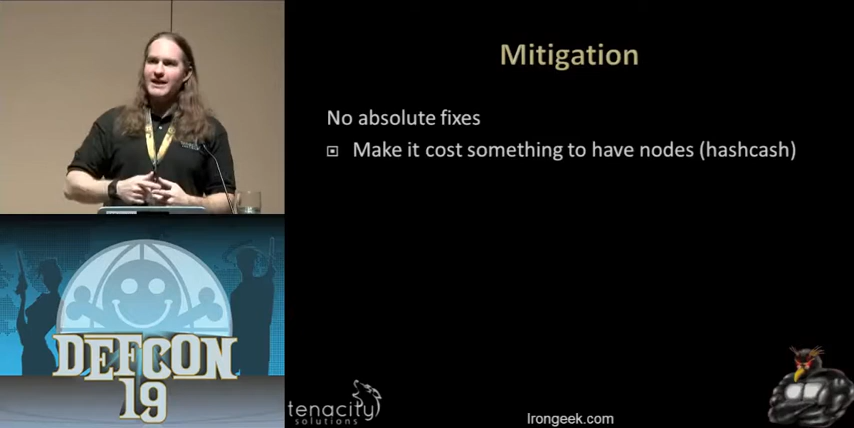 Mitigation
No absolute fixes
Make it cost something to have nodes (hashcash)
DEFCON
19
tenacity
solutions
Irongeek.com